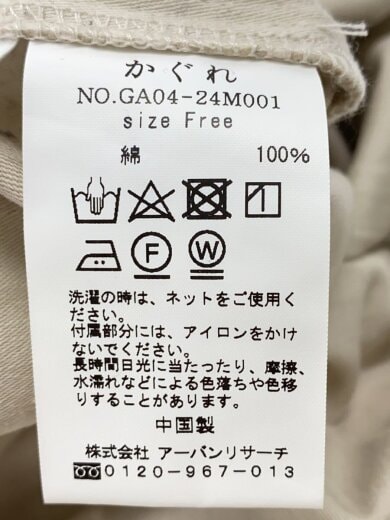 かぐれ
NO.GA04-24M001
size Free
綿 100%
F W
洗濯の時は、ネットをご使用く
ださい。
付属部分には、アイロンをかけ
ないでください。
長時間日光に当たったり、摩擦、
水濡れなどによる色落ちや色移
りすることがあります。
中国製
株式会社 アーバンリサーチ
0120-967-013